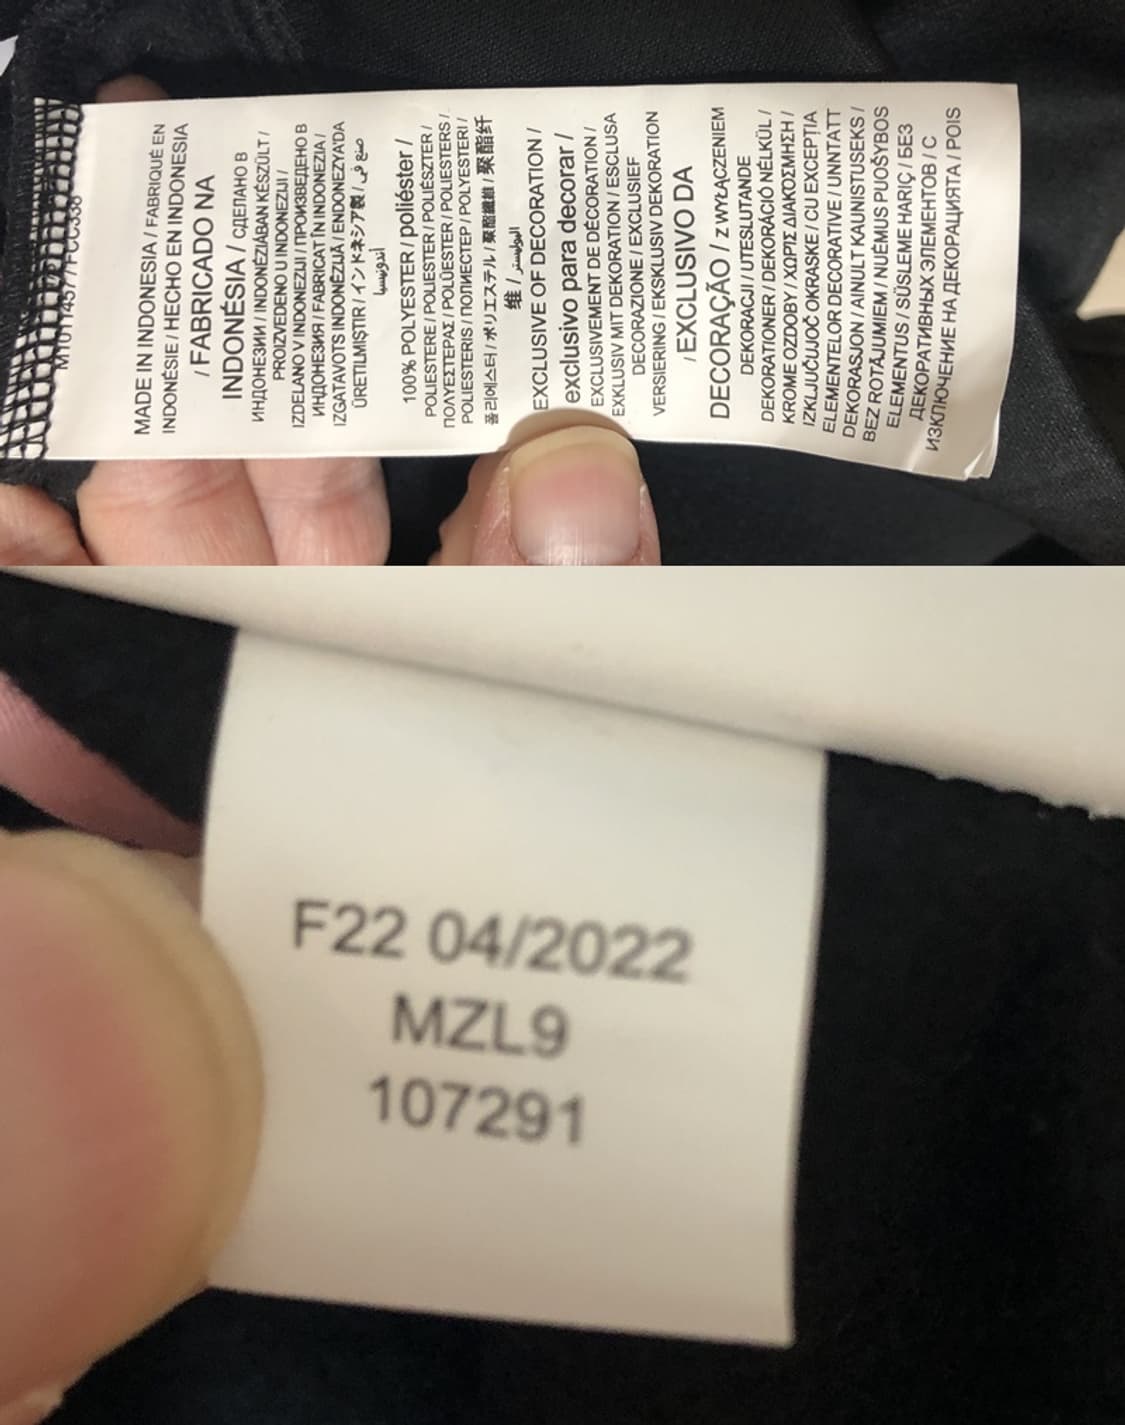 MADE IN INDONESIA / FABRIQUÉ EN
INDONÉSIE / HECHO EN INDONESIA
/ FABRICADO NA
INDONÉSIA / СДЕЛАНО В
ИНДОНЕЗИИ / INDONÉZIÁBAN KÉSZÜLT /
PROIZVEDENO U INDONEZIJI /
IZDELANO V INDONEZIJI / ПРОИЗВЕДЕНО В
ИНДОНЕЗИЯ / FABRICAT ÎN INDONEZIA /
IZGATAVOTS INDONĒZIJĀ / ENDONEZYA'DA
ÜRETILMIŞTIR / インドネシア製 / صنع في
أندونيسيا
100% POLYESTER / poliéster /
POLIESTERE / POLIESTER / POLIÉSZTER /
ΠΟΛΥΕΣΤΕΡΑΣ / POLÜESTER / POLIESTERS /
POLIESTERIS / ПОЛИЕСТЕР / POLYESTERI /
폴리에스터 / ポリエステル / 聚酯纖維 / 聚酯纤
维 / البوليستر
EXCLUSIVE OF DECORATION /
exclusivo para decorar /
EXCLUSIVEMENT DE DÉCORATION /
EXKLUSIV MIT DEKORATION / ESCLUSA
DECORAZIONE / EXCLUSIEF
VERSIERING / EKSKLUSIV DEKORATION
/ EXCLUSIVO DA
DECORAÇÃO / z WYŁĄCZENIEM
DEKORACJI / UTESLUTANDE
DEKORATIONER / DEKORÁCIÓ NÉLKÜL /
KROME OZDOBY / ΧΩΡΙΣ ΔΙΑΚΟΣΜΗΣΗ /
IZKLJUČUJOČ OKRASKE / CU EXCEPȚIA
ELEMENTELOR DECORATIVE / UNNTATT
DEKORASJON / AINULT KAUNISTUSEKS /
BEZ ROTĀJUMIEM / NUĖMUS PUOŠYBOS
ELEMENTUS / SÜSLEME HARIÇ / БЕЗ
ДЕКОРАТИВНЫХ ЭЛЕМЕНТОВ / С
ИЗКЛЮЧЕНИЕ НА ДЕКОРАЦИЯТА / POIS
F22 04/2022
MZL9
107291